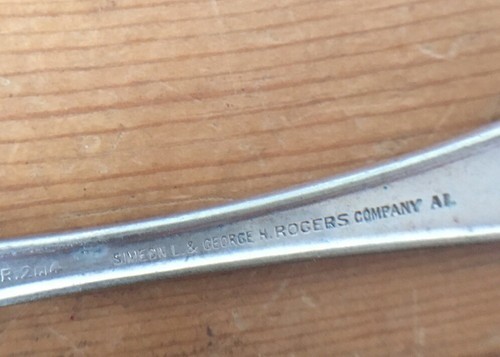 SIMEON L. & GEORGE H. ROGERS COMPANY A1.